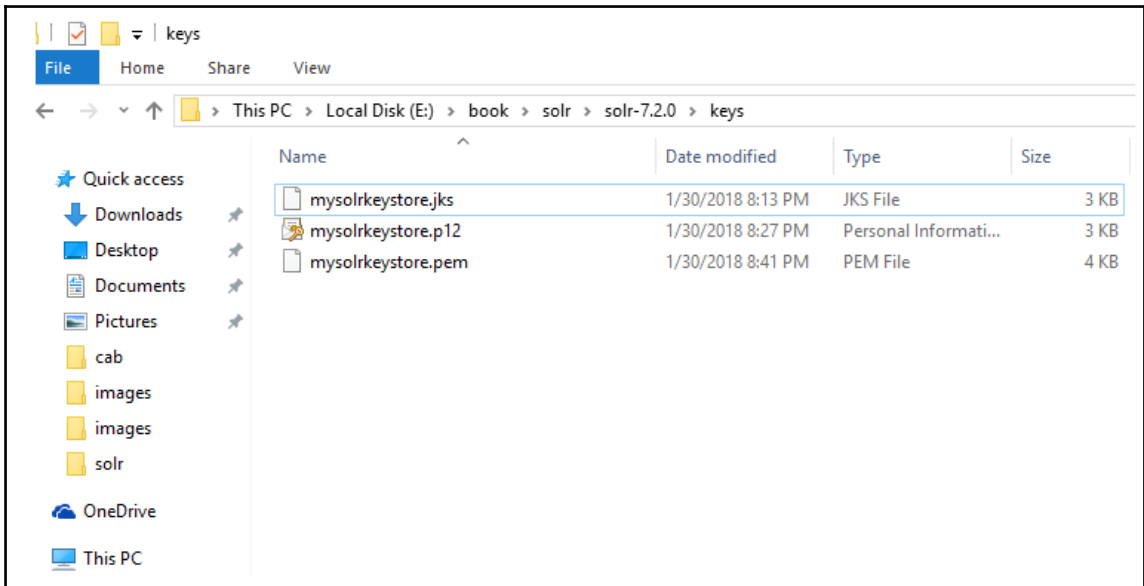 keys
File Home Share View
This PC > Local Disk (E:) > book > solr > solr-7.2.0 > keys
Name Date modified Type Size
Quick access
Downloads
Desktop
Documents
Pictures
cab
images
images
solr
OneDrive
This PC
mysolrkeystore.jks 1/30/2018 8:13 PM JKS File 3 KB
mysolrkeystore.p12 1/30/2018 8:27 PM Personal Informati... 3 KB
mysolrkeystore.pem 1/30/2018 8:41 PM PEM File 4 KB